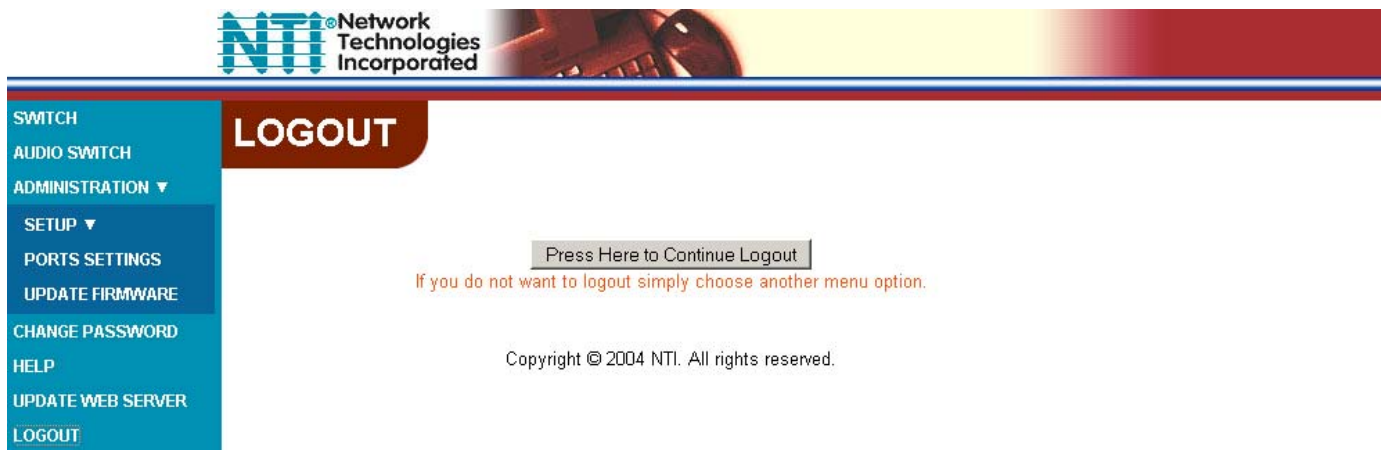 NTI®Network
Technologies
Incorporated
SWITCH
AUDIO SWITCH
ADMINISTRATION ▼
SETUP ▼
PORTS SETTINGS
UPDATE FIRMWARE
CHANGE PASSWORD
HELP
UPDATE WEB SERVER
LOGOUT
LOGOUT
Press Here to Continue Logout
If you do not want to logout simply choose another menu option.
Copyright © 2004 NTI. All rights reserved.